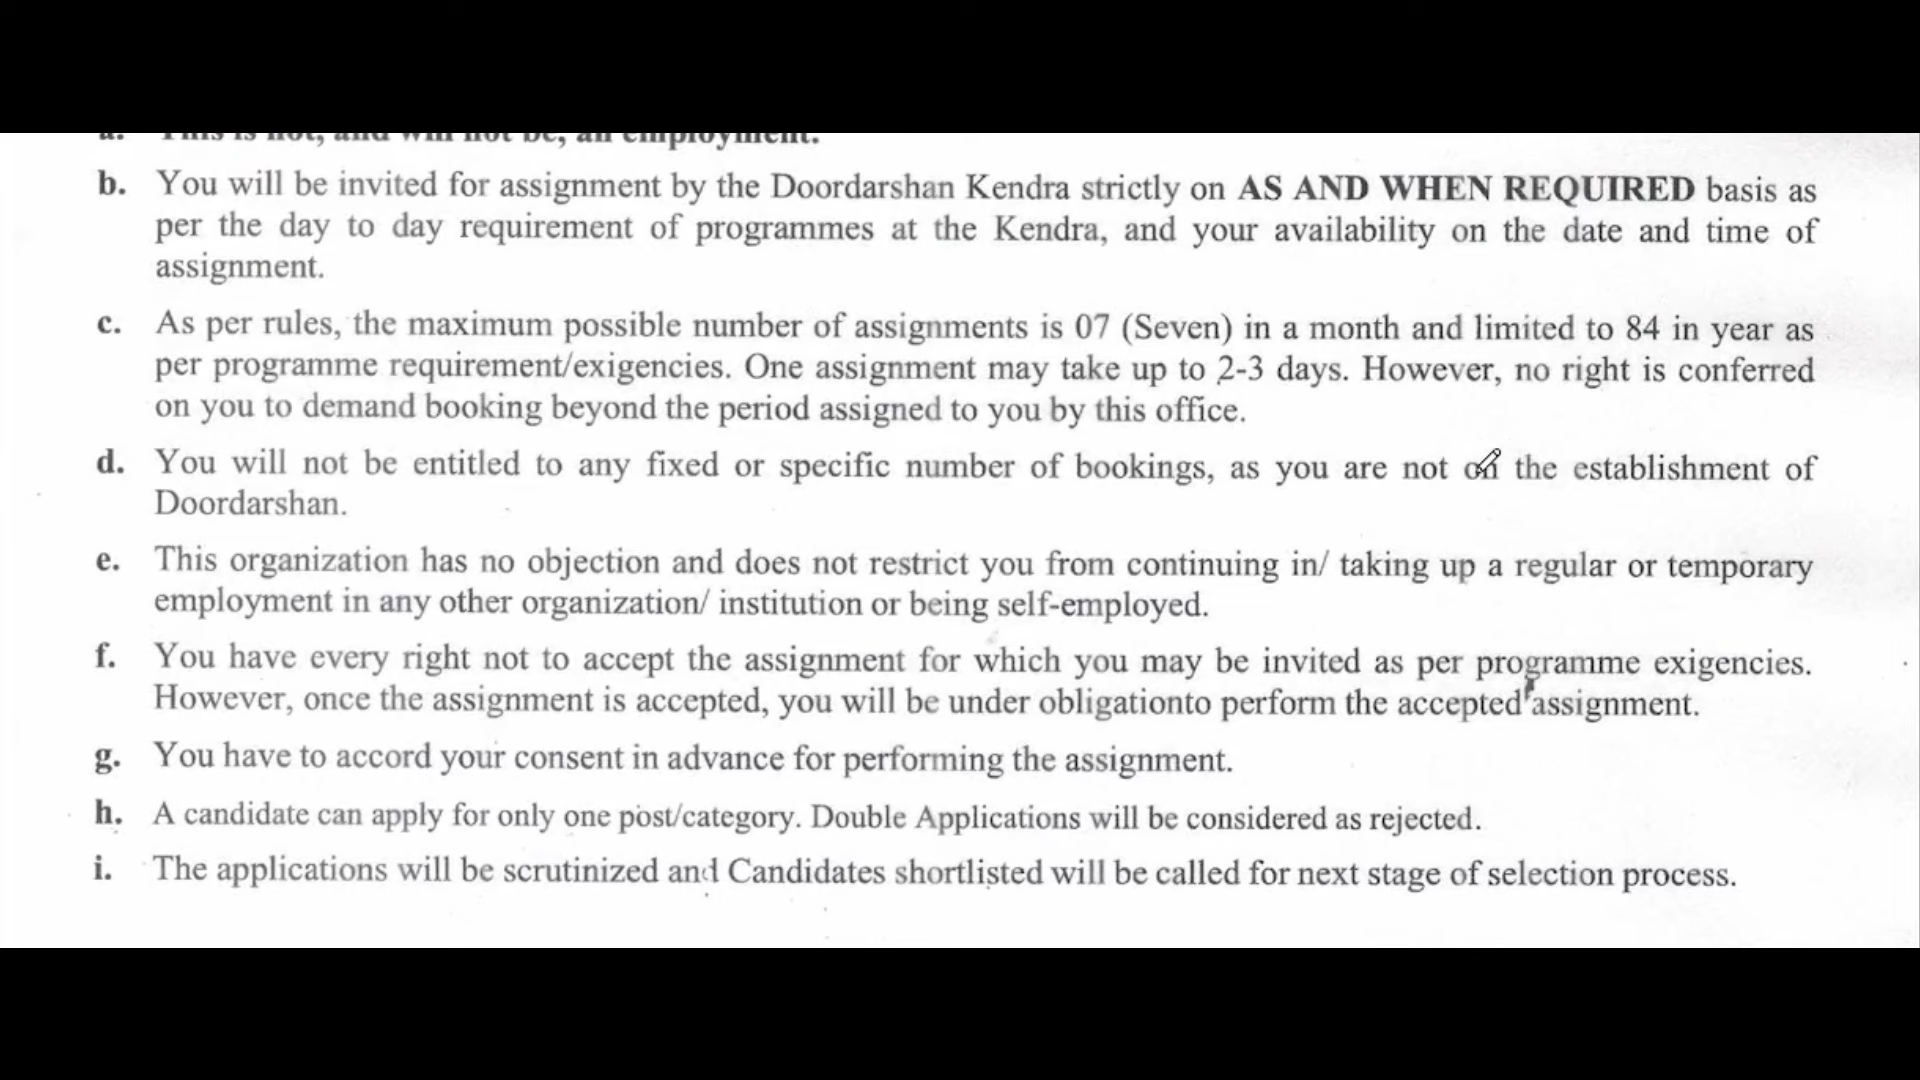 a. This is not, and will not be, an employment.
b. You will be invited for assignment by the Doordarshan Kendra strictly on AS AND WHEN REQUIRED basis as
per the day to day requirement of programmes at the Kendra, and your availability on the date and time of
assignment.
c. As per rules, the maximum possible number of assignments is 07 (Seven) in a month and limited to 84 in year as
per programme requirement/exigencies. One assignment may take up to 2-3 days. However, no right is conferred
on you to demand booking beyond the period assigned to you by this office.
d. You will not be entitled to any fixed or specific number of bookings, as you are not on the establishment of
Doordarshan.
e. This organization has no objection and does not restrict you from continuing in/ taking up a regular or temporary
employment in any other organization/ institution or being self-employed.
f. You have every right not to accept the assignment for which you may be invited as per programme exigencies.
However, once the assignment is accepted, you will be under obligationto perform the accepted assignment.
g. You have to accord your consent in advance for performing the assignment.
h. A candidate can apply for only one post/category. Double Applications will be considered as rejected.
i. The applications will be scrutinized and Candidates shortlisted will be called for next stage of selection process.